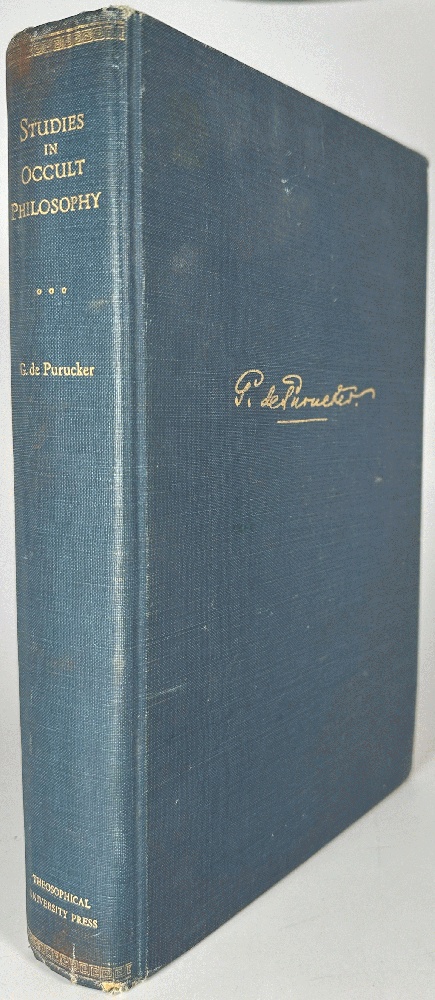 STUDIES
IN
OCCULT
PHILOSOPHY
G. de Purucker
THEOSOPHICAL
UNIVERSITY PRESS
G. de Purucker.